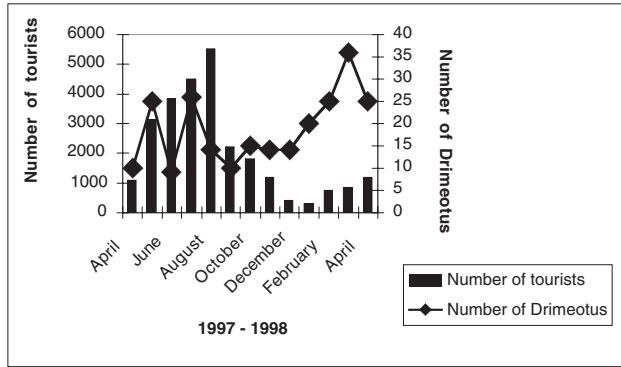 Number of tourists
6000
5000
4000
3000
2000
1000
0
40
35
30
25
20
15
10
5
0
Number of Drimeotus
April
June
August
October
December
February
April
1997 - 1998
Number of tourists
Number of Drimeotus